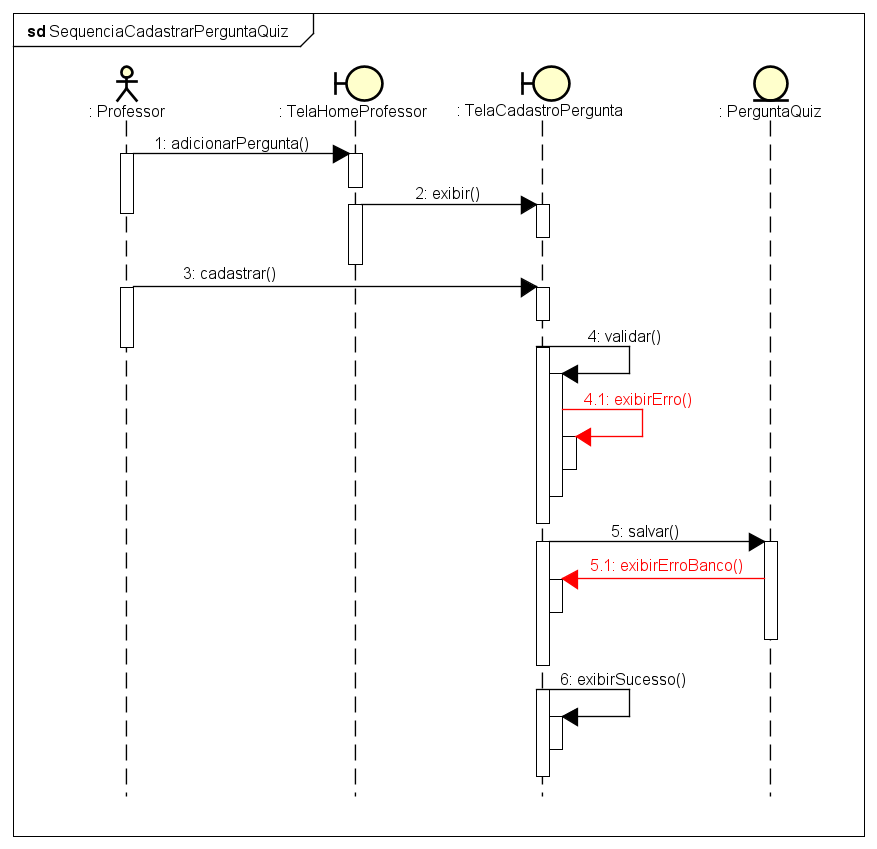 sd SequenciaCadastrarPerguntaQuiz
: Professor
: TelaHomeProfessor
: TelaCadastroPergunta
: PerguntaQuiz
1: adicionarPergunta()
2: exibir()
3: cadastrar()
4: validar()
4.1: exibirErro()
5: salvar()
5.1: exibirErroBanco()
6: exibirSucesso()